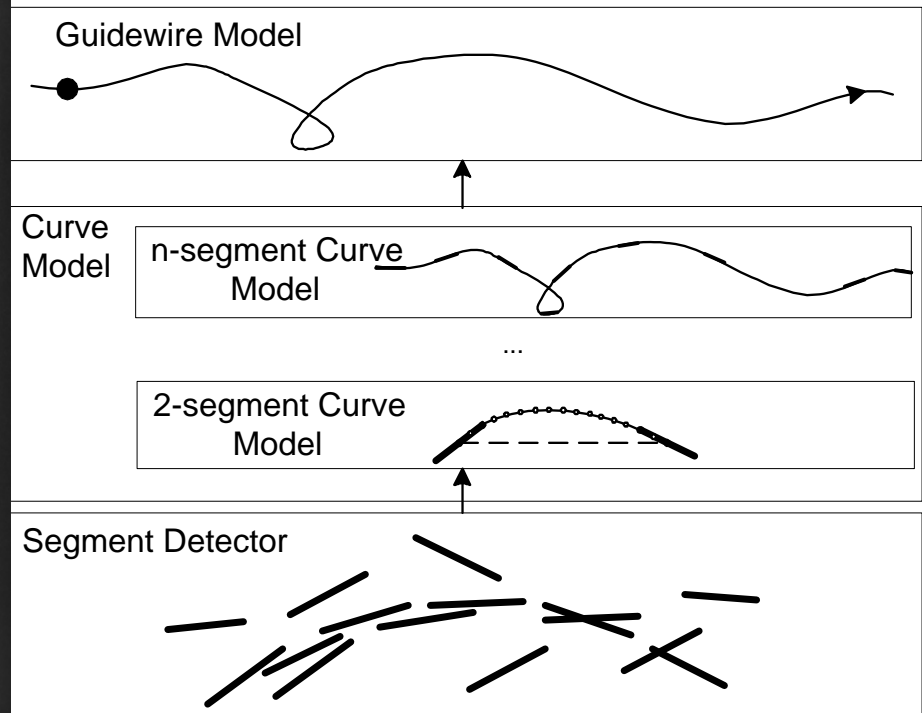 Guidewire Model
Curve
Model
n-segment Curve
Model
...
2-segment Curve
Model
Segment Detector